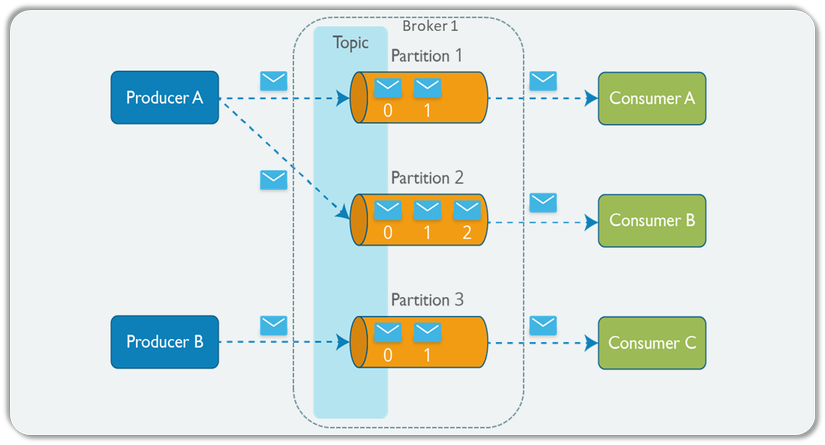 Broker 1
Topic
Partition 1
Producer A
0 1
Consumer A
Partition 2
0 1 2
Consumer B
Partition 3
Producer B
0 1
Consumer C